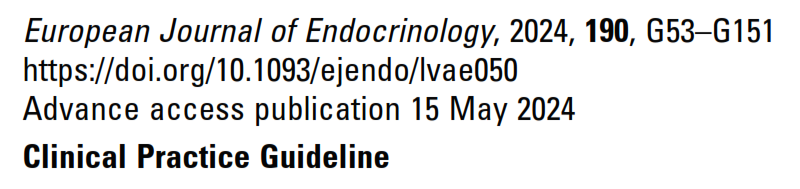 European Journal of Endocrinology, 2024, 190, G53–G151
https://doi.org/10.1093/ejendo/lvae050
Advance access publication 15 May 2024
Clinical Practice Guideline